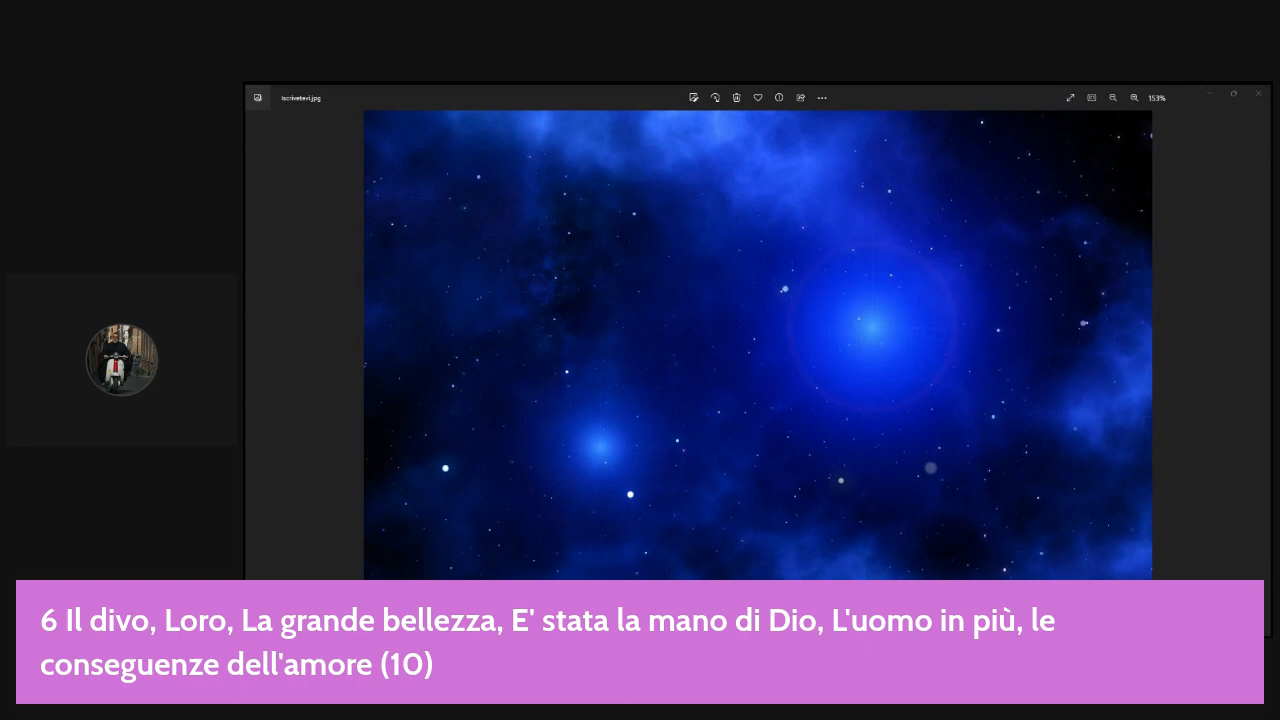 Iscrivetevi.jpg
153%
6 Il divo, Loro, La grande bellezza, E' stata la mano di Dio, L'uomo in più, le
conseguenze dell'amore (10)